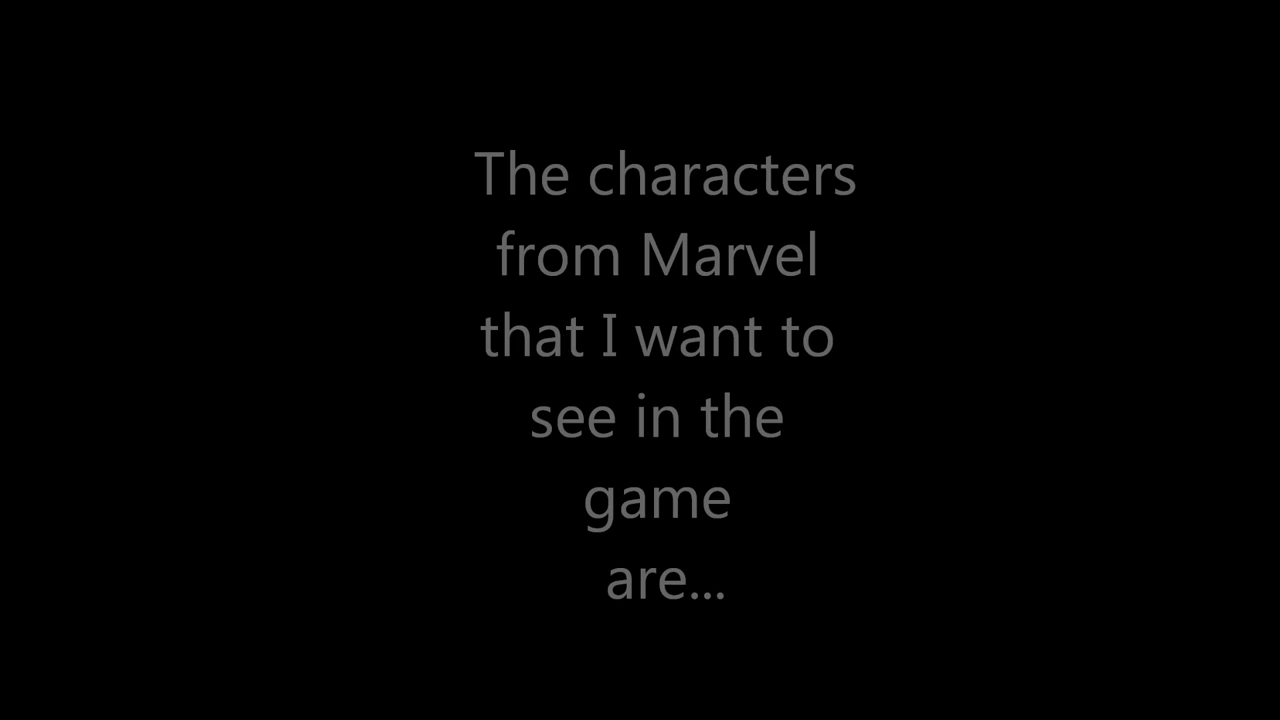 The characters
from Marvel
that I want to
see in the
game
are...